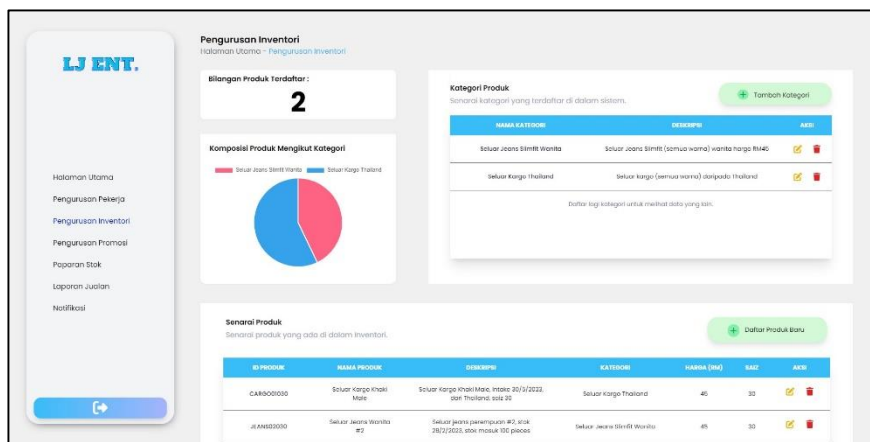 LJ ENT.
Halaman Utama
Pengurusan Pekerja
Pengurusan Inventori
Pengurusan Promosi
Paparan Stok
Laporan Jualan
Notifikasi
Pengurusan Inventori
Halaman Utama - Pengurusan Inventori
Bilangan Produk Terdaftar :
2
Komposisi Produk Mengikut Kategori
Seluar Jeans Slimfit Wanita Seluar Kargo Thailand
Kategori Produk
Senarai kategori yang terdaftar di dalam sistem.
Tambah Kategori
NAMA KATEGORI DESKRIPSI AKSI
Seluar Jeans Slimfit Wanita Seluar Jeans Slimfit (semua warna) wanita harga RM45
Seluar Kargo Thailand Seluar kargo (semua warna) daripada Thailand
Daftar lagi kategori untuk melihat data yang lain.
Senarai Produk
Senarai produk yang ada di dalam inventori.
Daftar Produk Baru
ID PRODUK NAMA PRODUK DESKRIPSI KATEGORI HARGA (RM) SAIZ AKSI
CARGO01030 Seluar Kargo Khaki Male Seluar Kargo Khaki Male, Intake 30/3/2023, dari Thailand, saiz 30 Seluar Kargo Thailand 45 30
JEANS02030 Seluar Jeans Wanita #2 Seluar jeans perempuan #2, stok 28/2/2023, stok masuk 100 pieces Seluar Jeans Slimfit Wanita 45 30